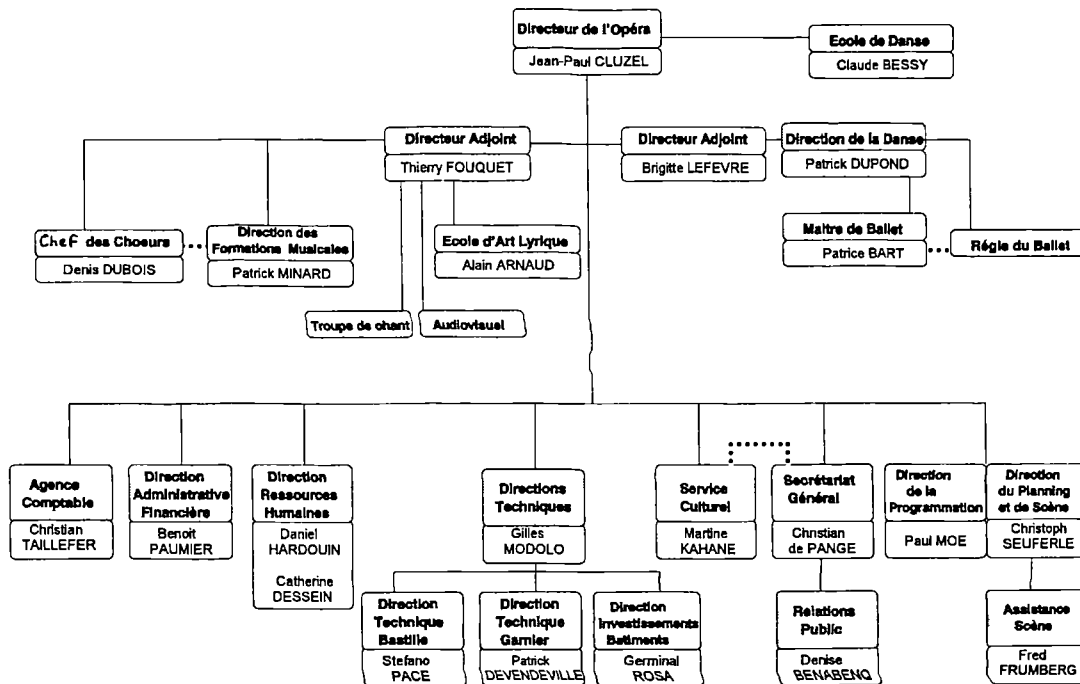 Directeur de l'Opéra
Jean-Paul CLUZEL
Ecole de Danse
Claude BESSY
Directeur Adjoint
Thierry FOUQUET
Directeur Adjoint
Brigitte LEFEVRE
Direction de la Danse
Patrick DUPOND
Chef des Choeurs
Denis DUBOIS
Direction des
Formations Musicales
Patrick MINARD
Ecole d'Art Lyrique
Alain ARNAUD
Maître de Ballet
Patrice BART
Régie du Ballet
Troupe de chant
Audiovisuel
Agence
Comptable
Christian
TAILLEFER
Direction
Administrative
Financière
Benoit
PAUMIER
Direction
Ressources
Humaines
Daniel
HARDOUIN
Catherine
DESSEIN
Directions
Techniques
Gilles
MODOLO
Service
Culturel
Martine
KAHANE
Secrétariat
Général
Christian
de PANGE
Direction
de la
Programmation
Paul MOE
Direction
du Planning
et de Scène
Christoph
SEUFERLE
Direction
Technique
Bastille
Stefano
PACE
Direction
Technique
Garnier
Patrick
DEVENDEVILLE
Direction
Investissements
Batiments
Germinal
ROSA
Relations
Public
Denise
BENABENQ
Assistance
Scène
Fred
FRUMBERG